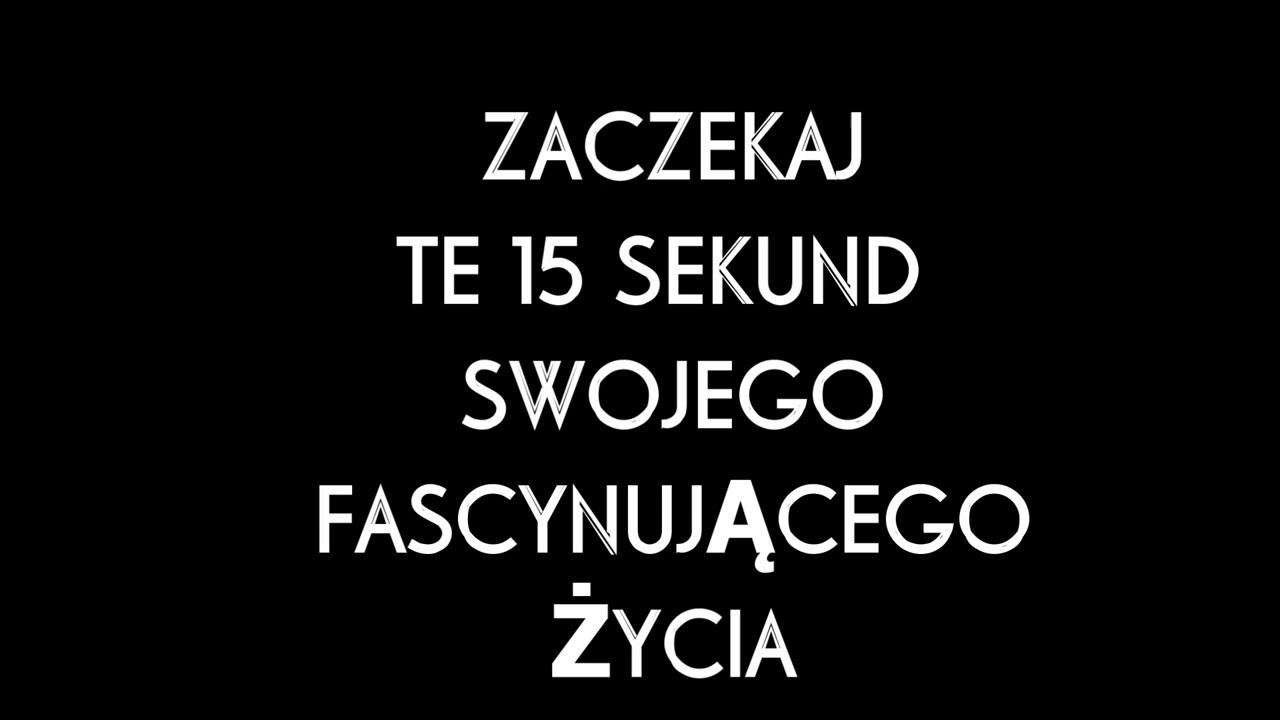 ZACZEKAJ
TE 15 SEKUND
SWOJEGO
FASCYNUJĄCEGO
ŻYCIA